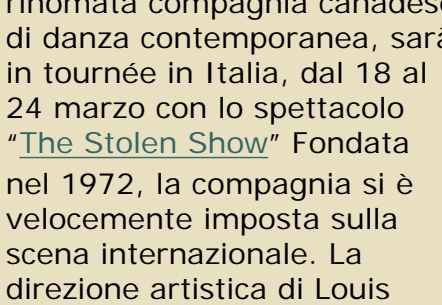 rinomata compagnia canadese
di danza contemporanea, sarà
in tournée in Italia, dal 18 al
24 marzo con lo spettacolo
“The Stolen Show” Fondata
nel 1972, la compagnia si è
velocemente imposta sulla
scena internazionale. La
direzione artistica di Louis